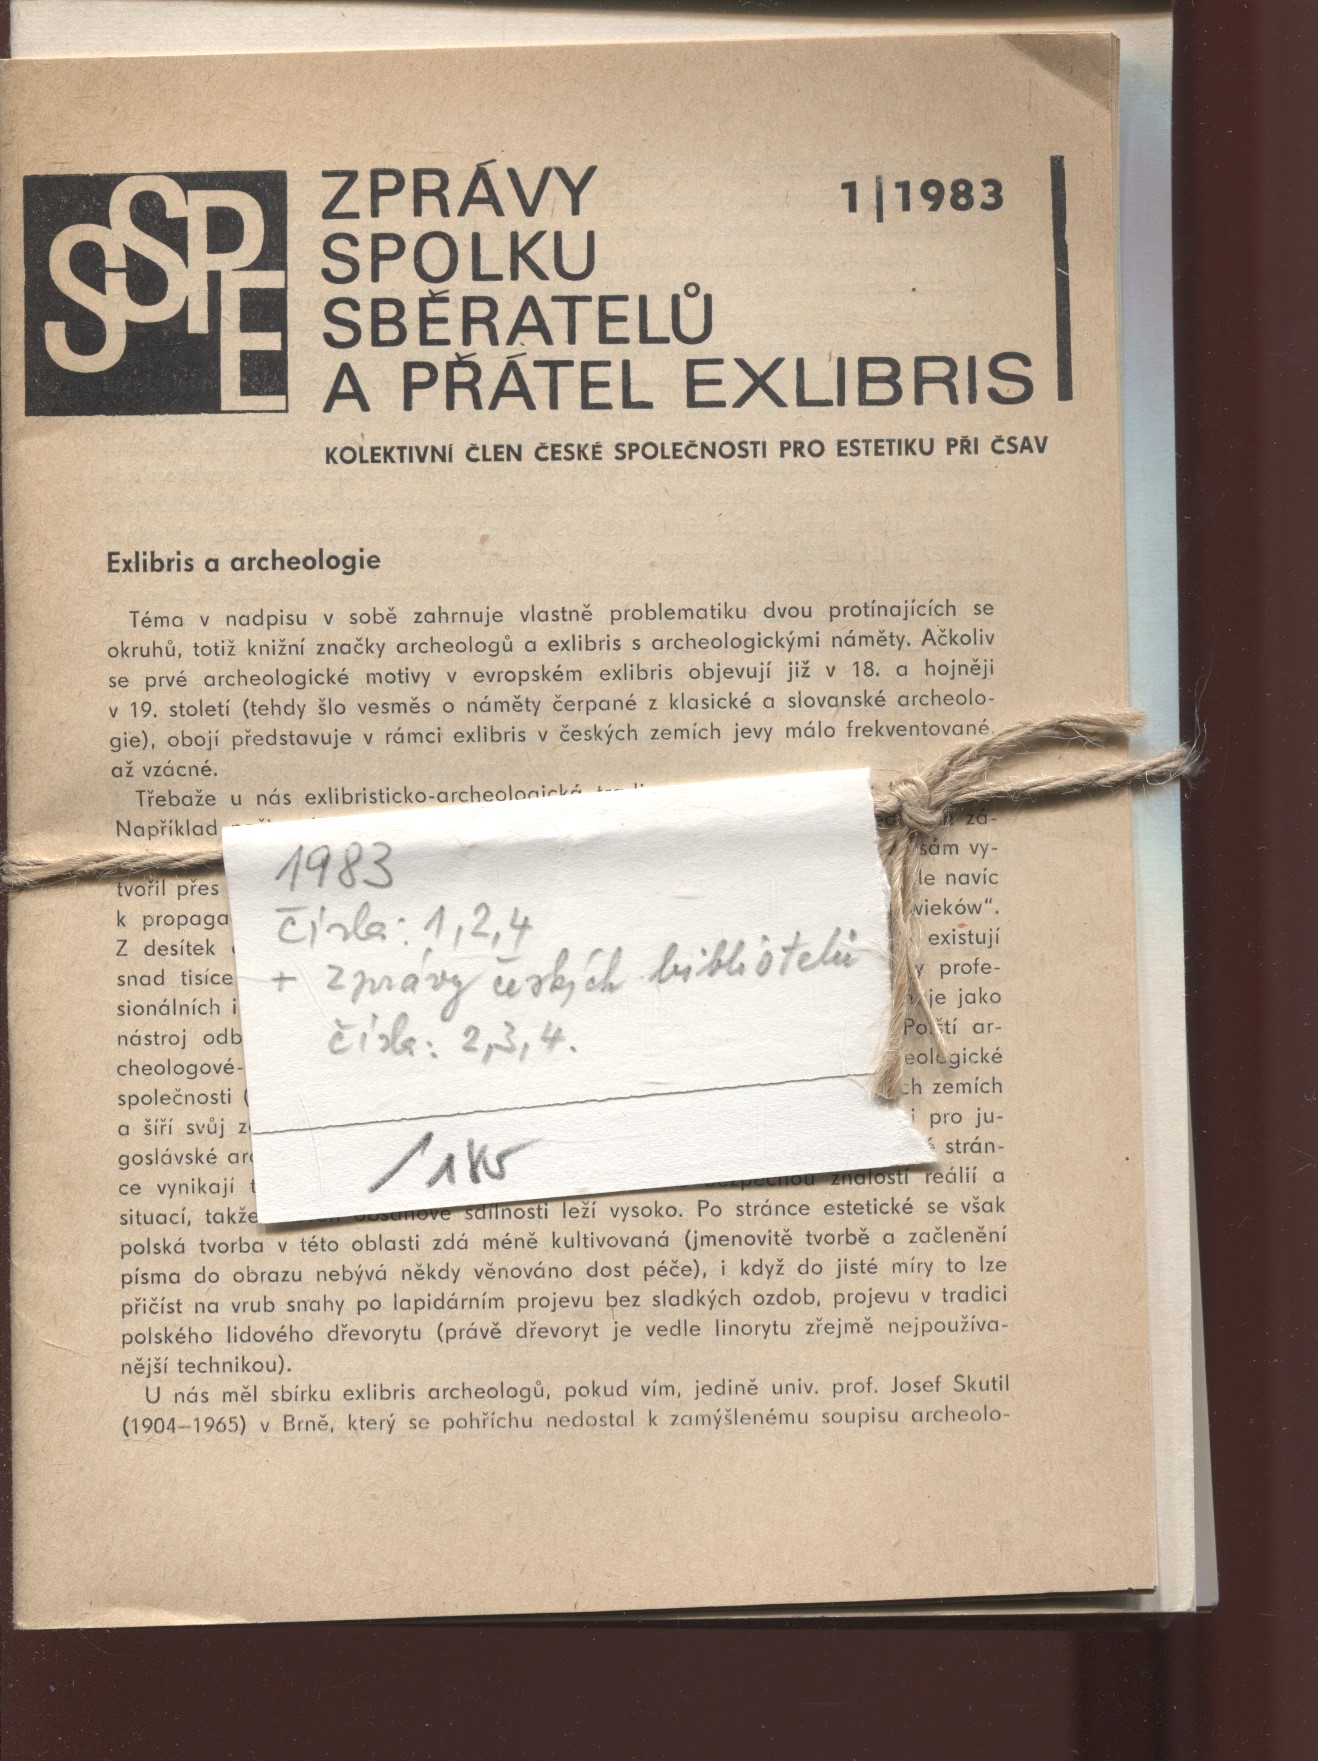 SSPE
ZPRÁVY
SPOLKU
SBĚRATELŮ
A PŘÁTEL EXLIBRIS
1|1983
KOLEKTIVNÍ ČLEN ČESKÉ SPOLEČNOSTI PRO ESTETIKU PŘI ČSAV
Exlibris a archeologie
Téma v nadpisu v sobě zahrnuje vlastně problematiku dvou protínajících se
okruhů, totiž knižní značky archeologů a exlibris s archeologickými náměty. Ačkoliv
se prvé archeologické motivy v evropském exlibris objevují již v 18. a hojněji
v 19. století (tehdy šlo vesměs o náměty čerpané z klasické a slovanské archeolo-
gie), obojí představuje v rámci exlibris v českých zemích jevy málo frekventované
až vzácné.
Třebaže u nás exlibristicko-archeologická
Například zá-
sám vy-
tvořil přes le navíc
k propaga wieków“.
Z desítek existují
snad tisíce profe-
sionálních i je jako
nástroj odb Polští ar-
cheologové- eologické
společnosti ( ch zemích
a šíří svůj z pro ju-
goslávské arc strán-
ce vynikají bezpečnou znalostí reálií a
situací, takže obsahové sdílnosti leží vysoko. Po stránce estetické se však
polská tvorba v této oblasti zdá méně kultivovaná (jmenovitě tvorbě a začlenění
písma do obrazu nebývá někdy věnováno dost péče), i když do jisté míry to lze
přičíst na vrub snahy po lapidárním projevu bez sladkých ozdob, projevu v tradici
polského lidového dřevorytu (právě dřevoryt je vedle linorytu zřejmě nejpoužíva-
nější technikou).
U nás měl sbírku exlibris archeologů, pokud vím, jedině univ. prof. Josef Skutil
(1904–1965) v Brně, který se pohříchu nedostal k zamýšlenému soupisu archeolo-
1983
čísla: 1,2,4
+ zprávy českých bibliotelů
čísla: 2,3,4.